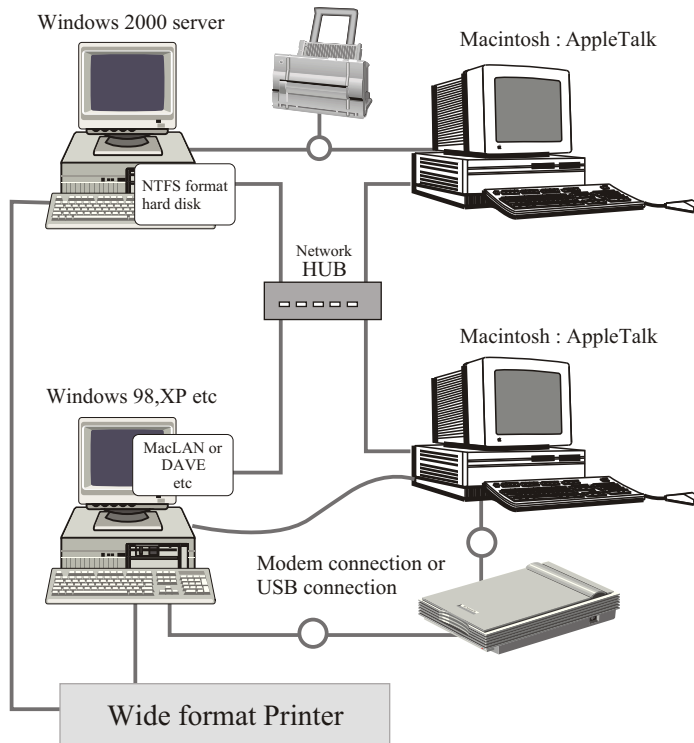 Windows 2000 server
Macintosh : AppleTalk
NTFS format
hard disk
Network
HUB
Macintosh : AppleTalk
Windows 98,XP etc
MacLAN or
DAVE
etc
Modem connection or
USB connection
Wide format Printer